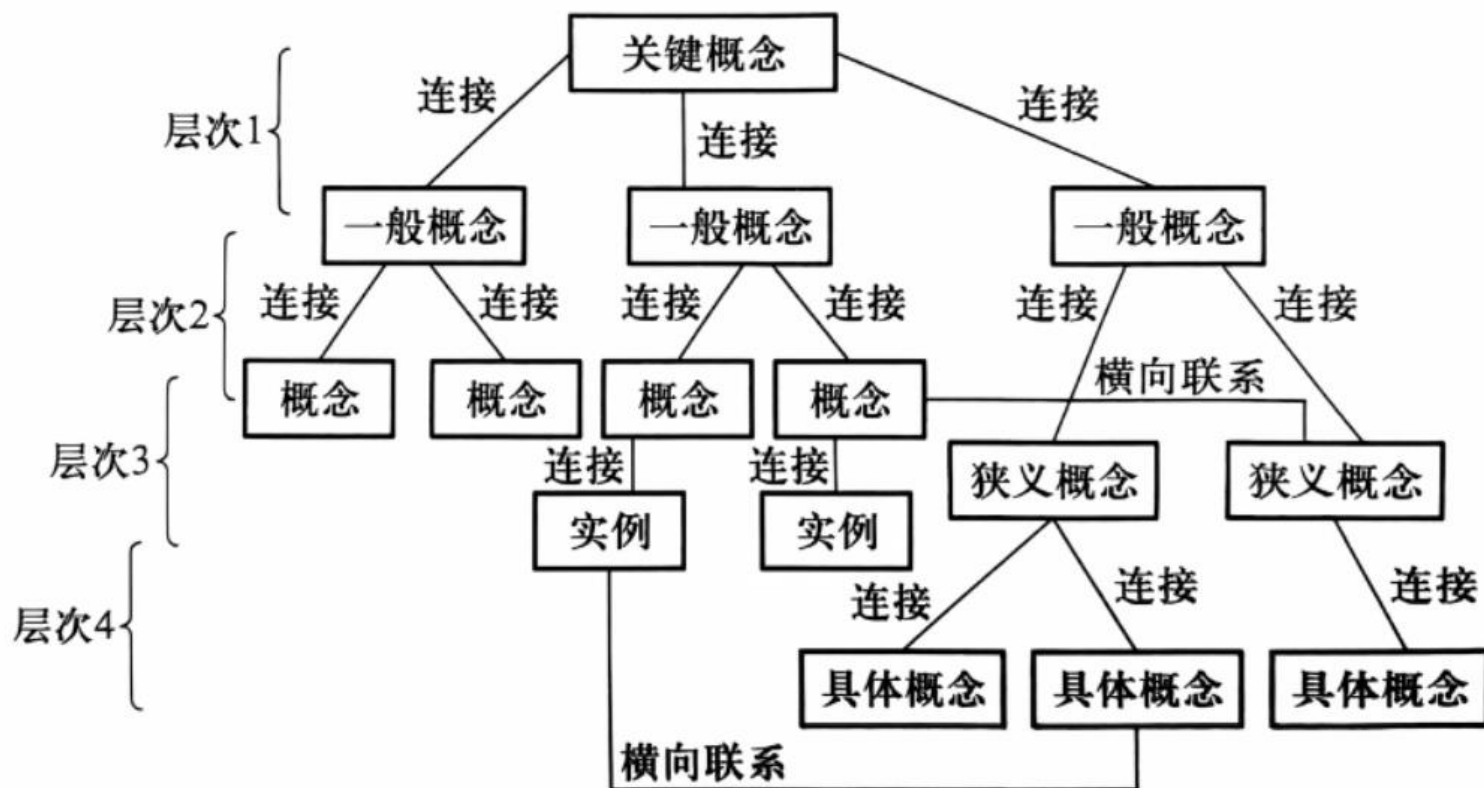 关键概念
连接 连接 连接
层次1
一般概念 一般概念 一般概念
连接 连接 连接 连接 连接 连接
层次2
概念 概念 概念 概念
横向联系
层次3
连接 连接
狭义概念 狭义概念
实例 实例
连接 连接 连接
层次4
具体概念 具体概念 具体概念
横向联系